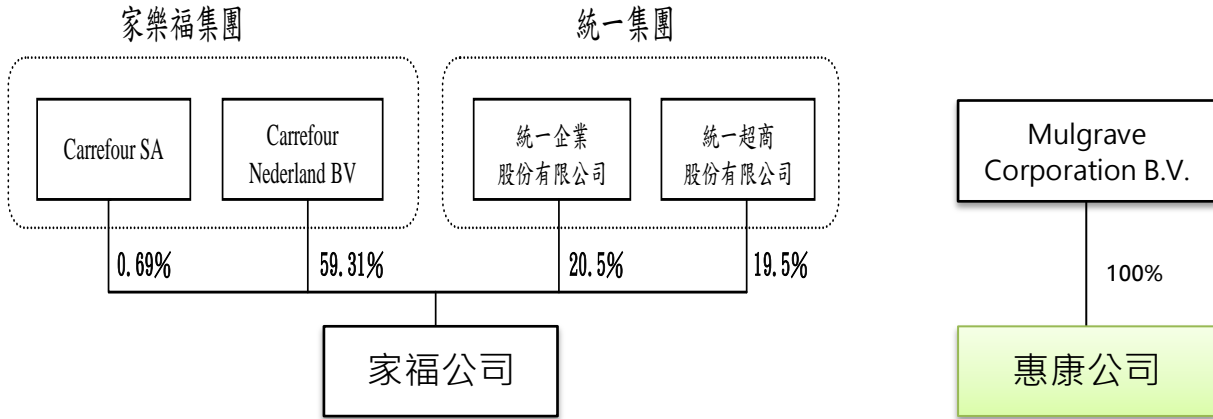 家樂福集團
統一集團
Carrefour SA
Carrefour
Nederland BV
統一企業
股份有限公司
統一超商
股份有限公司
Mulgrave
Corporation B.V.
0.69%
59.31%
20.5%
19.5%
100%
家福公司
惠康公司